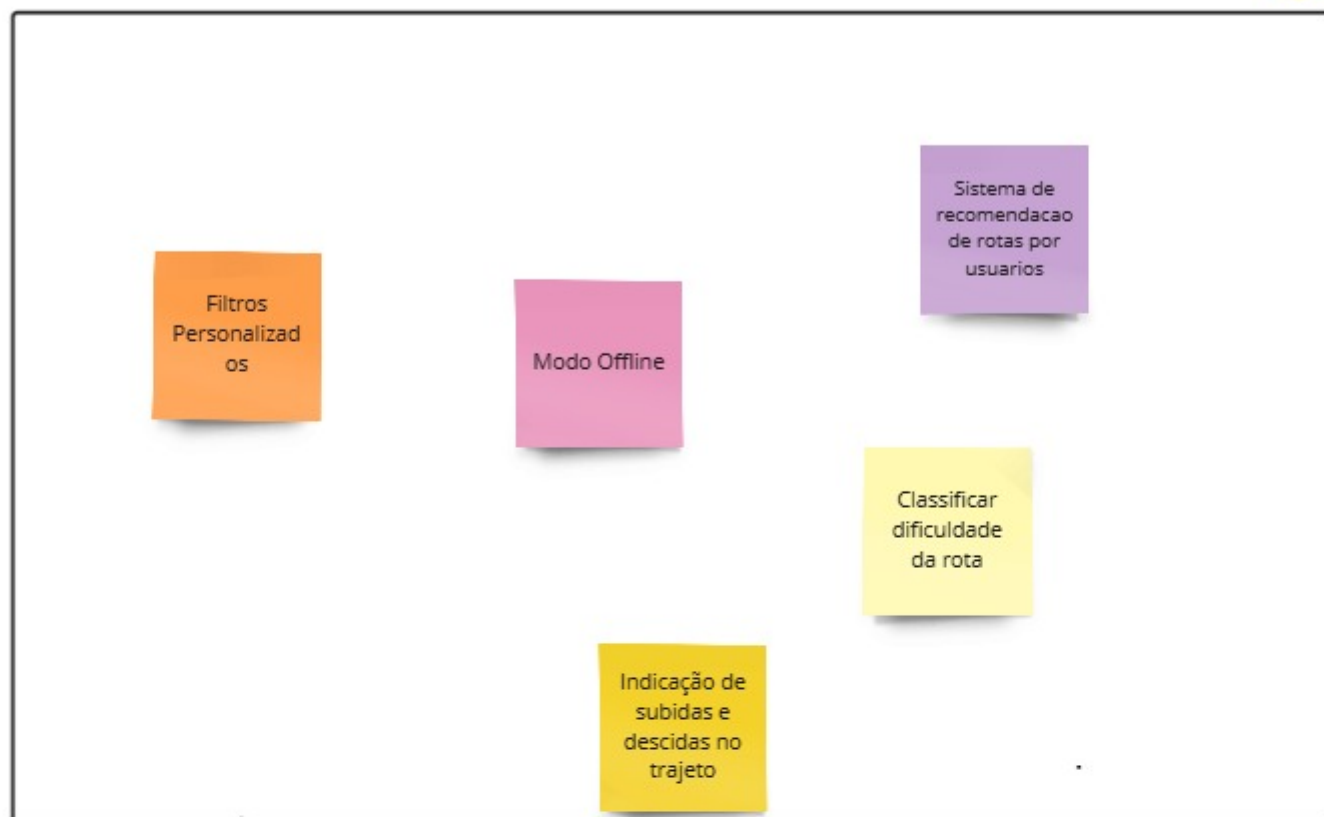 Filtros
Personalizad
os
Modo Offline
Sistema de
recomendacao
de rotas por
usuarios
Classificar
dificuldade
da rota
Indicação de
subidas e
descidas no
trajeto